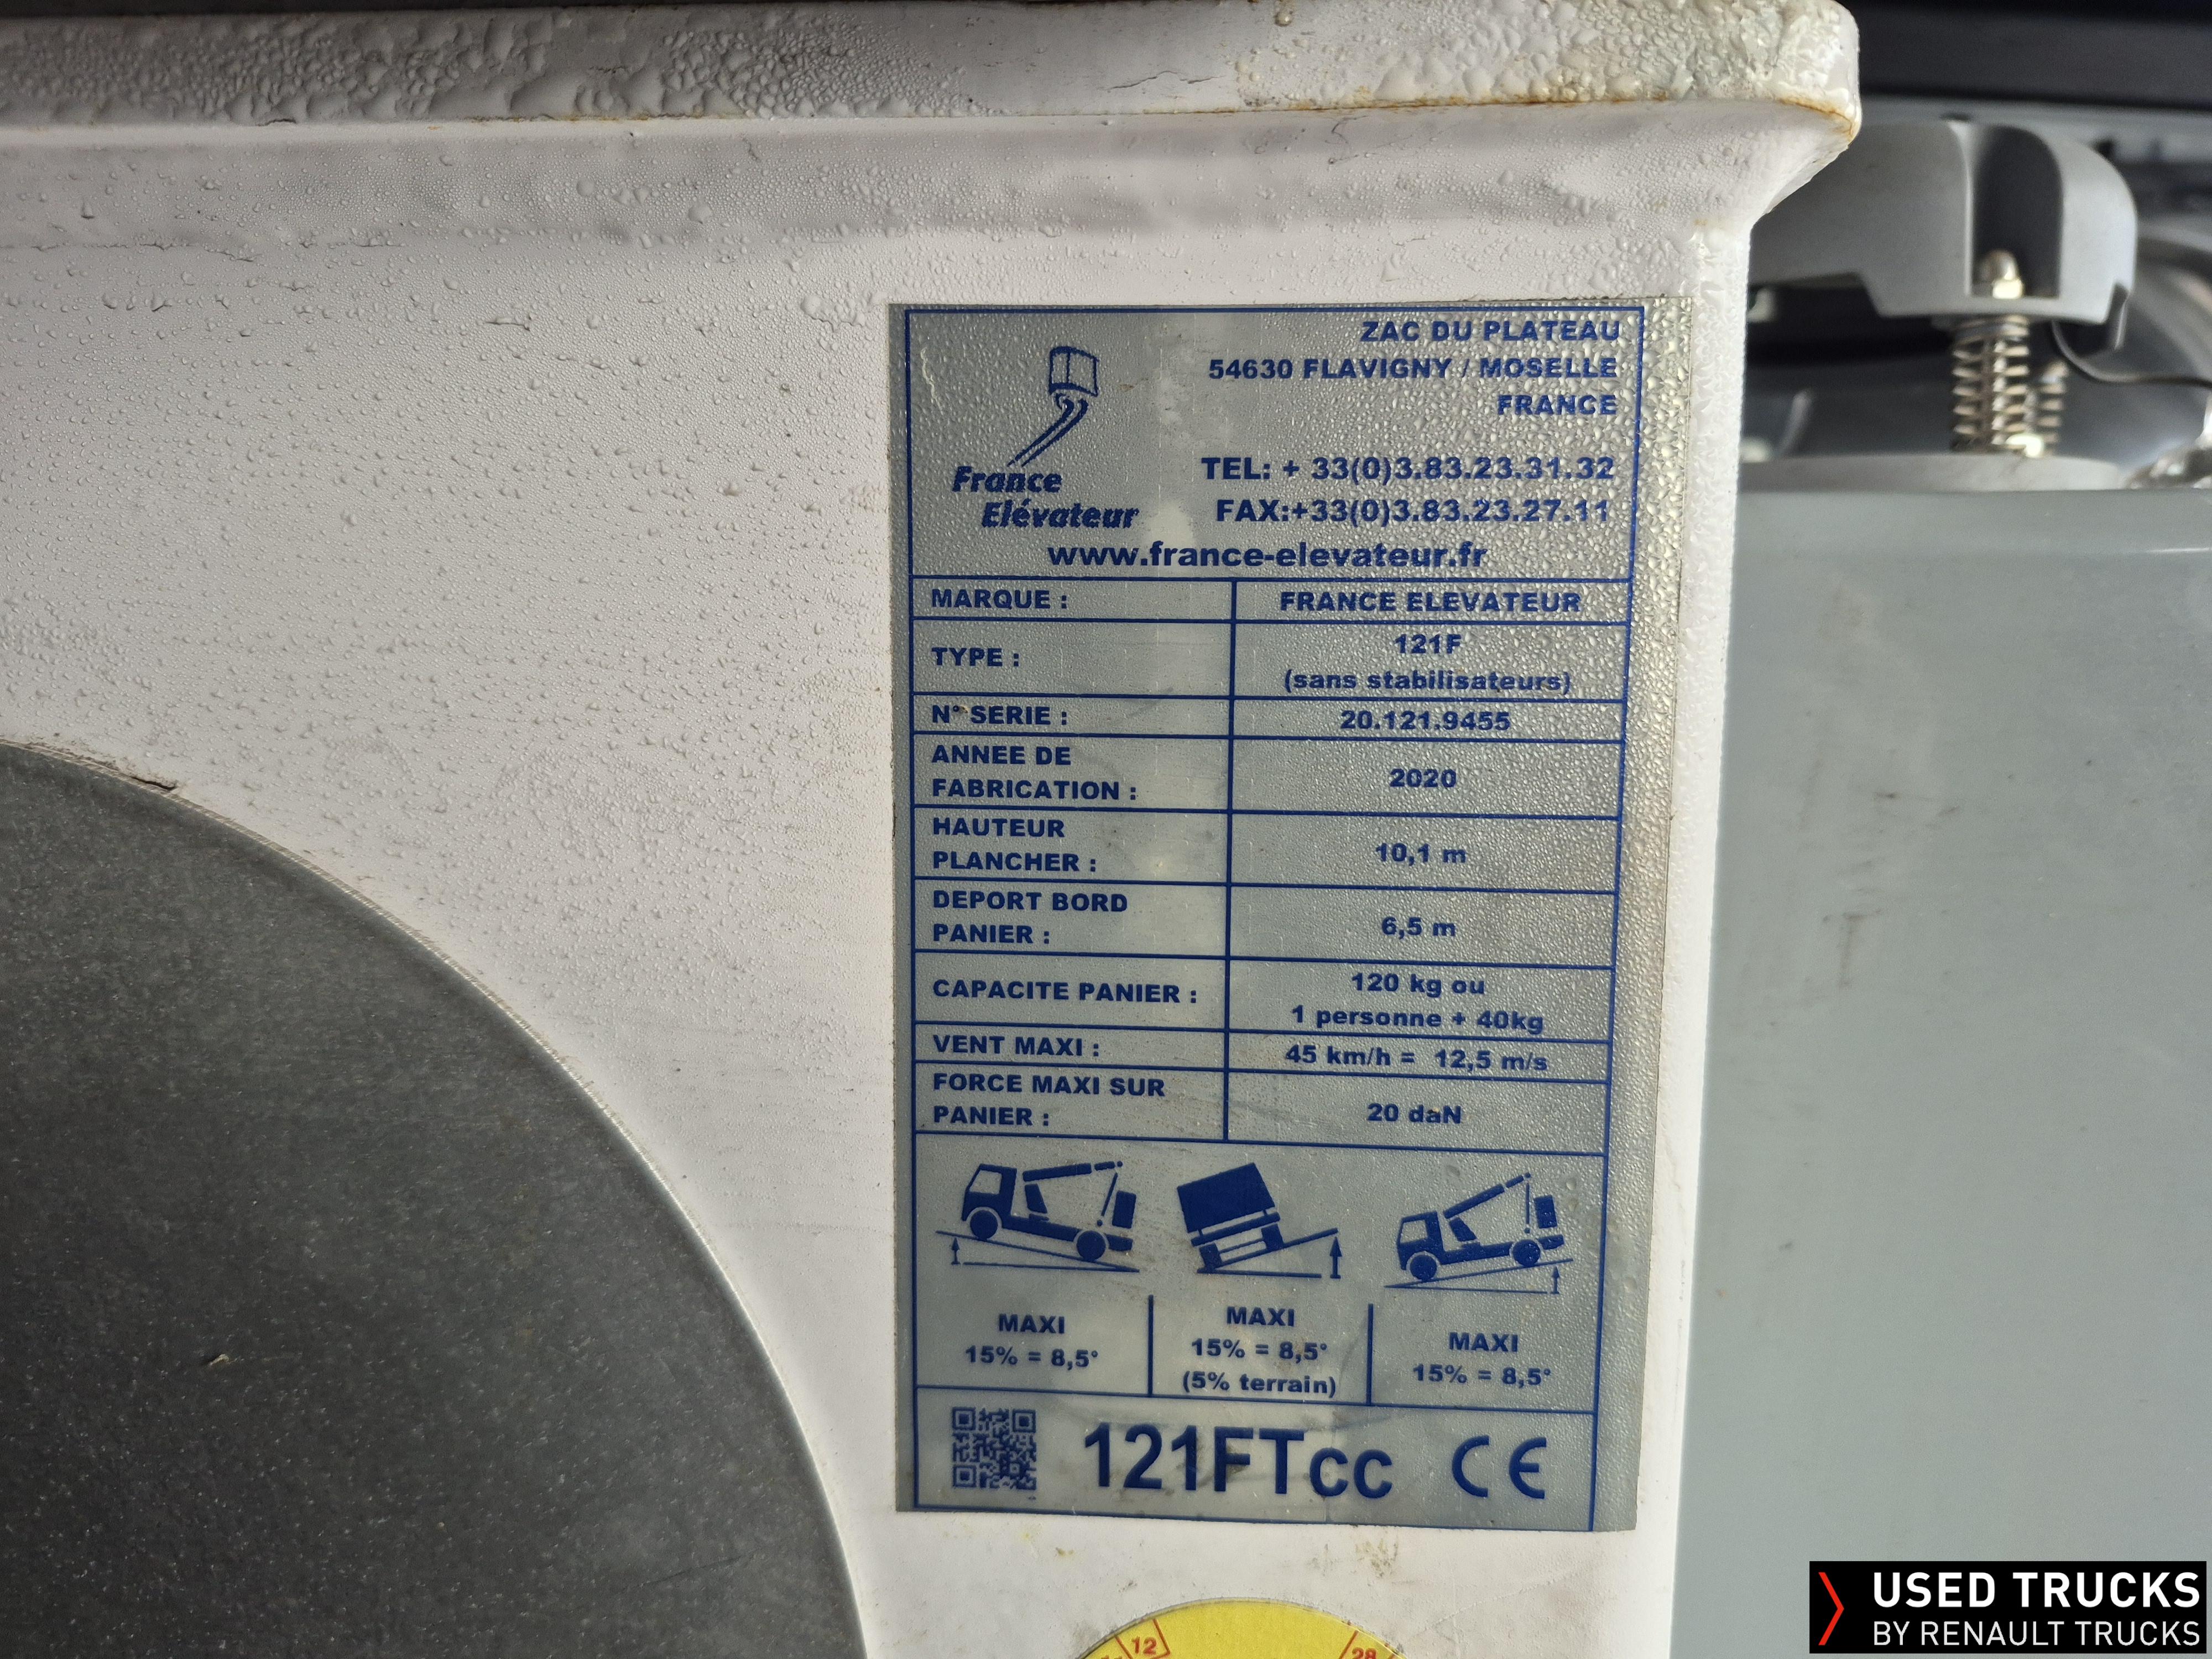 ZAC DU PLATEAU
54630 FLAVIGNY / MOSELLE
FRANCE
France
Elévateur
TEL: + 33(0)3.83.23.31.32
FAX:+33(0)3.83.23.27.11
www.france-elevateur.fr
MARQUE : FRANCE ELEVATEUR
TYPE : 121F
(sans stabilisateurs)
N° SERIE : 20.121.9455
ANNEE DE
FABRICATION : 2020
HAUTEUR
PLANCHER : 10,1 m
DEPORT BORD
PANIER : 6,5 m
CAPACITE PANIER : 120 kg ou
1 personne + 40kg
VENT MAXI : 45 km/h = 12,5 m/s
FORCE MAXI SUR
PANIER : 20 daN
MAXI
15% = 8,5°
MAXI
15% = 8,5°
(5% terrain)
MAXI
15% = 8,5°
121FTCC CE
12 28
USED TRUCKS
BY RENAULT TRUCKS